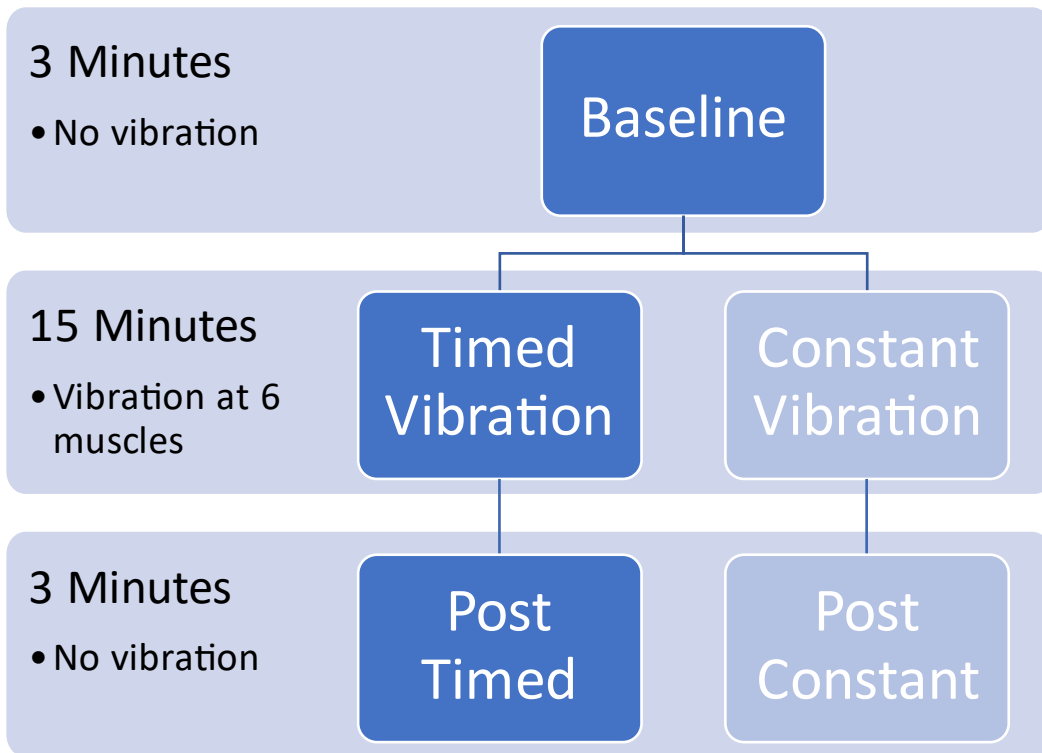 3 Minutes
• No vibration
Baseline
15 Minutes
• Vibration at 6
muscles
Timed
Vibration
Constant
Vibration
3 Minutes
• No vibration
Post
Timed
Post
Constant